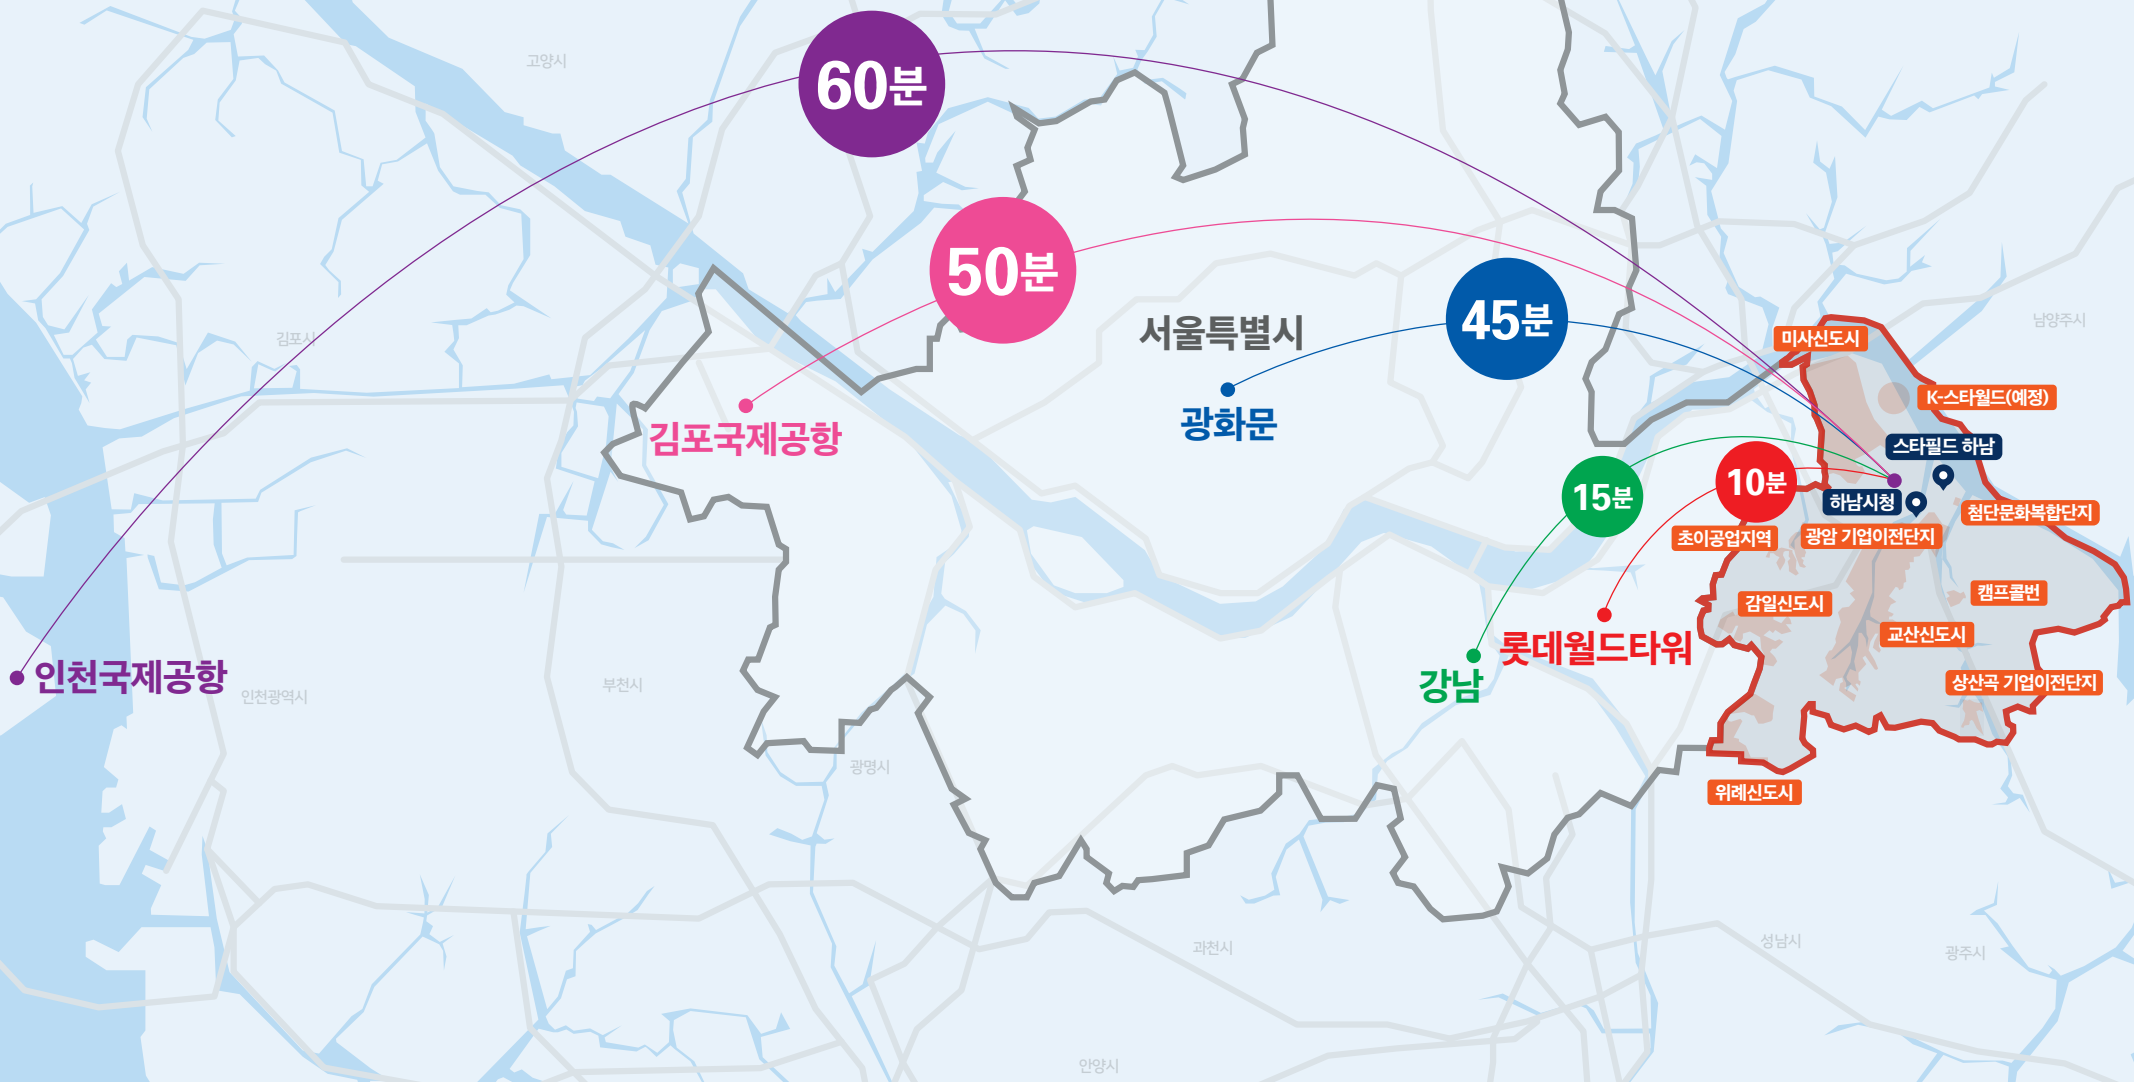 고양시
60분
50분
45분
서울특별시
남양주시
김포시
미사신도시
광화문
K-스타월드(예정)
김포국제공항
스타필드 하남
10분
15분
하남시청
첨단문화복합단지
초이공업지역
광암 기업이전단지
캠프콜번
감일신도시
교산신도시
롯데월드타워
인천국제공항
강남
상산곡 기업이전단지
인천광역시
부천시
광명시
위례신도시
과천시
성남시
광주시
안양시